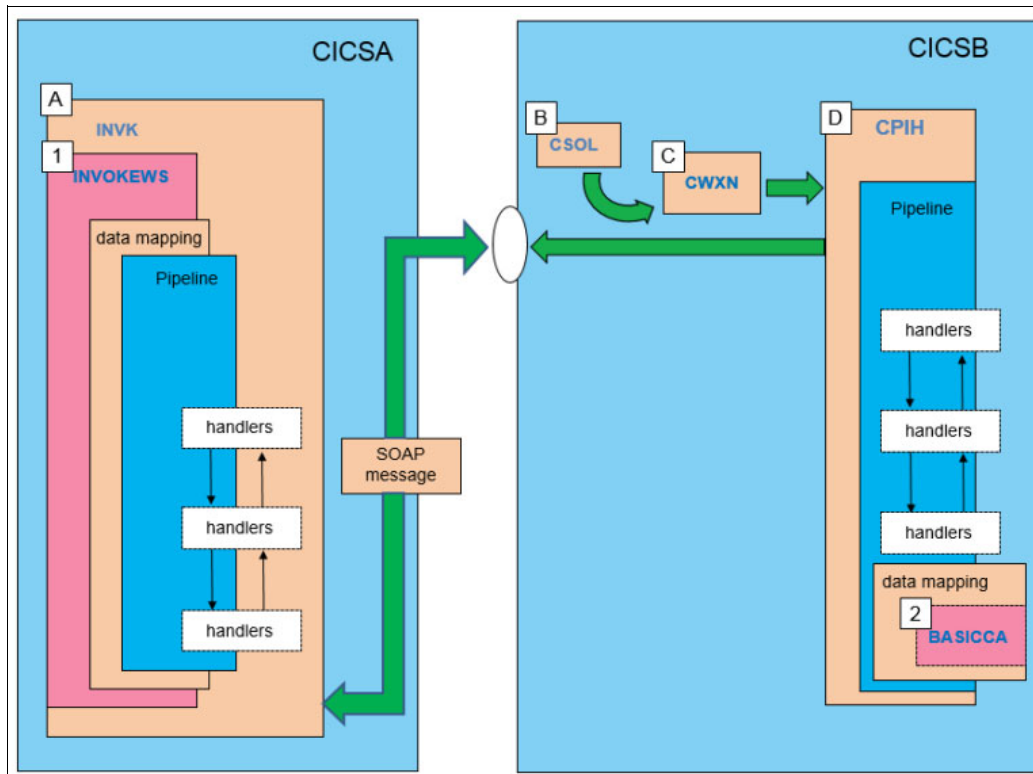 CICSA
A
INVK
1
INVOKEWS
data mapping
Pipeline
handlers
handlers
handlers
SOAP
message
CICSB
B
CSOL
C
CWXN
D
CPIH
Pipeline
handlers
handlers
handlers
data mapping
2
BASICCA